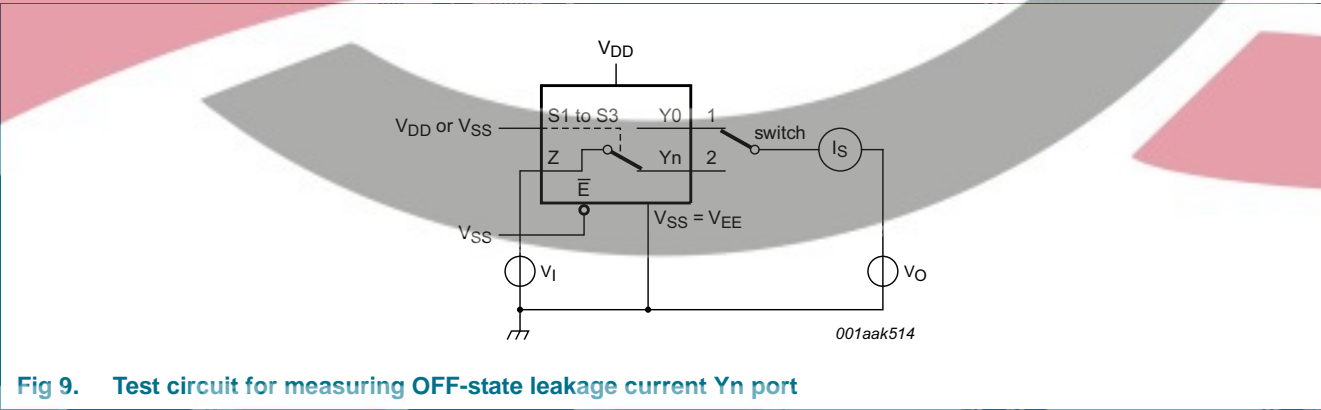 VDD
VDD or VSS
S1 to S3
Y0
1
switch
IS
Z
Yn
2
E̅
VSS = VEE
VSS
VI
VO
001aak514
Fig 9. Test circuit for measuring OFF-state leakage current Yn port